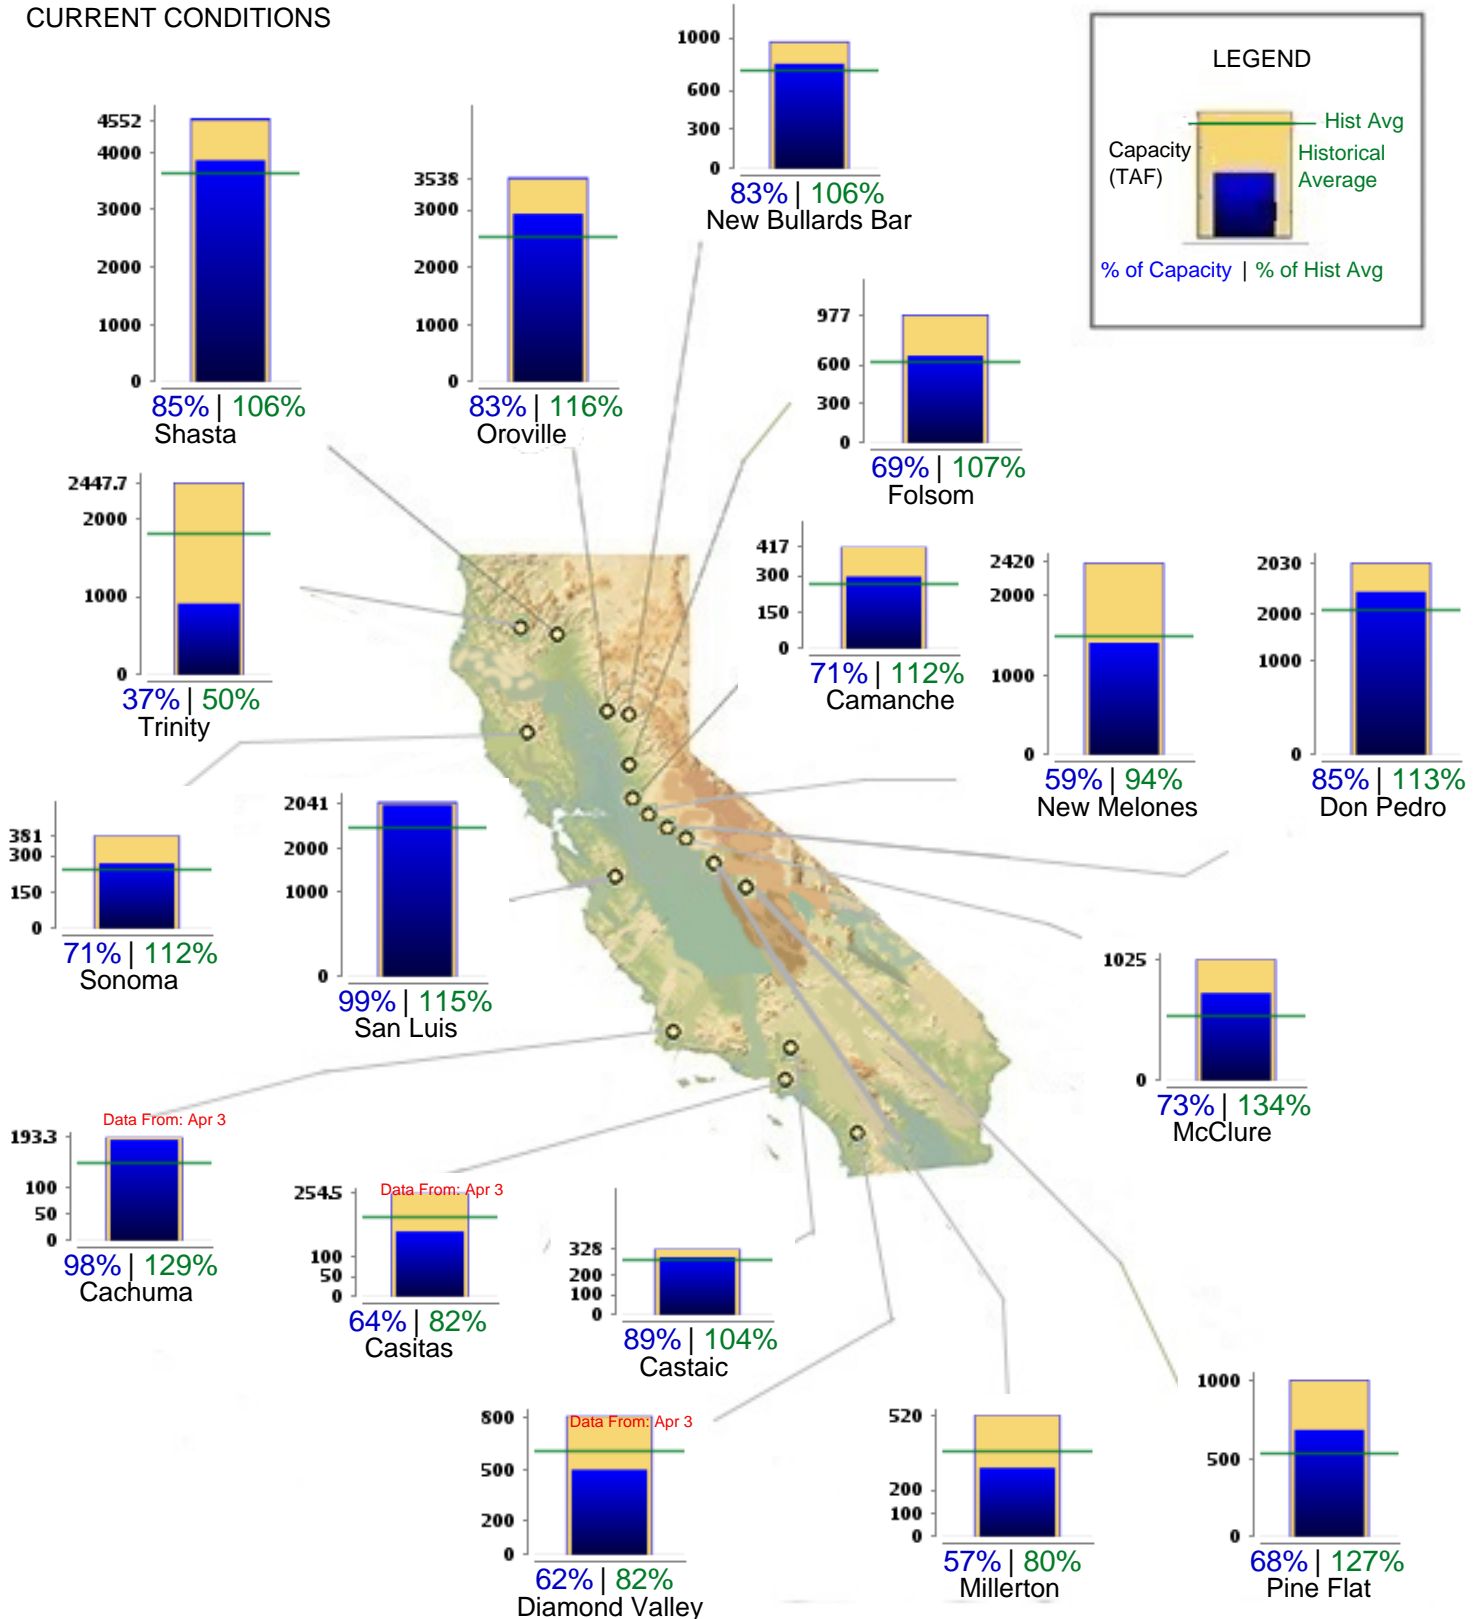 CURRENT CONDITIONS
1000
600
300
0
83% | 106%
New Bullards Bar
LEGEND
Hist Avg
Capacity
(TAF)
Historical
Average
% of Capacity | % of Hist Avg
4552
4000
3000
2000
1000
0
85% | 106%
Shasta
3538
3000
2000
1000
0
83% | 116%
Oroville
977
600
300
0
69% | 107%
Folsom
2447.7
2000
1000
0
37% | 50%
Trinity
417
300
150
0
71% | 112%
Camanche
2420
2000
1000
0
59% | 94%
New Melones
2030
2000
1000
0
85% | 113%
Don Pedro
381
300
150
0
71% | 112%
Sonoma
2041
2000
1000
0
99% | 115%
San Luis
1025
0
73% | 134%
McClure
Data From: Apr 3
193.3
100
50
0
98% | 129%
Cachuma
Data From: Apr 3
254.5
100
50
0
64% | 82%
Casitas
328
200
100
0
89% | 104%
Castaic
Data From: Apr 3
800
500
200
0
62% | 82%
Diamond Valley
520
200
100
0
57% | 80%
Millerton
1000
500
0
68% | 127%
Pine Flat